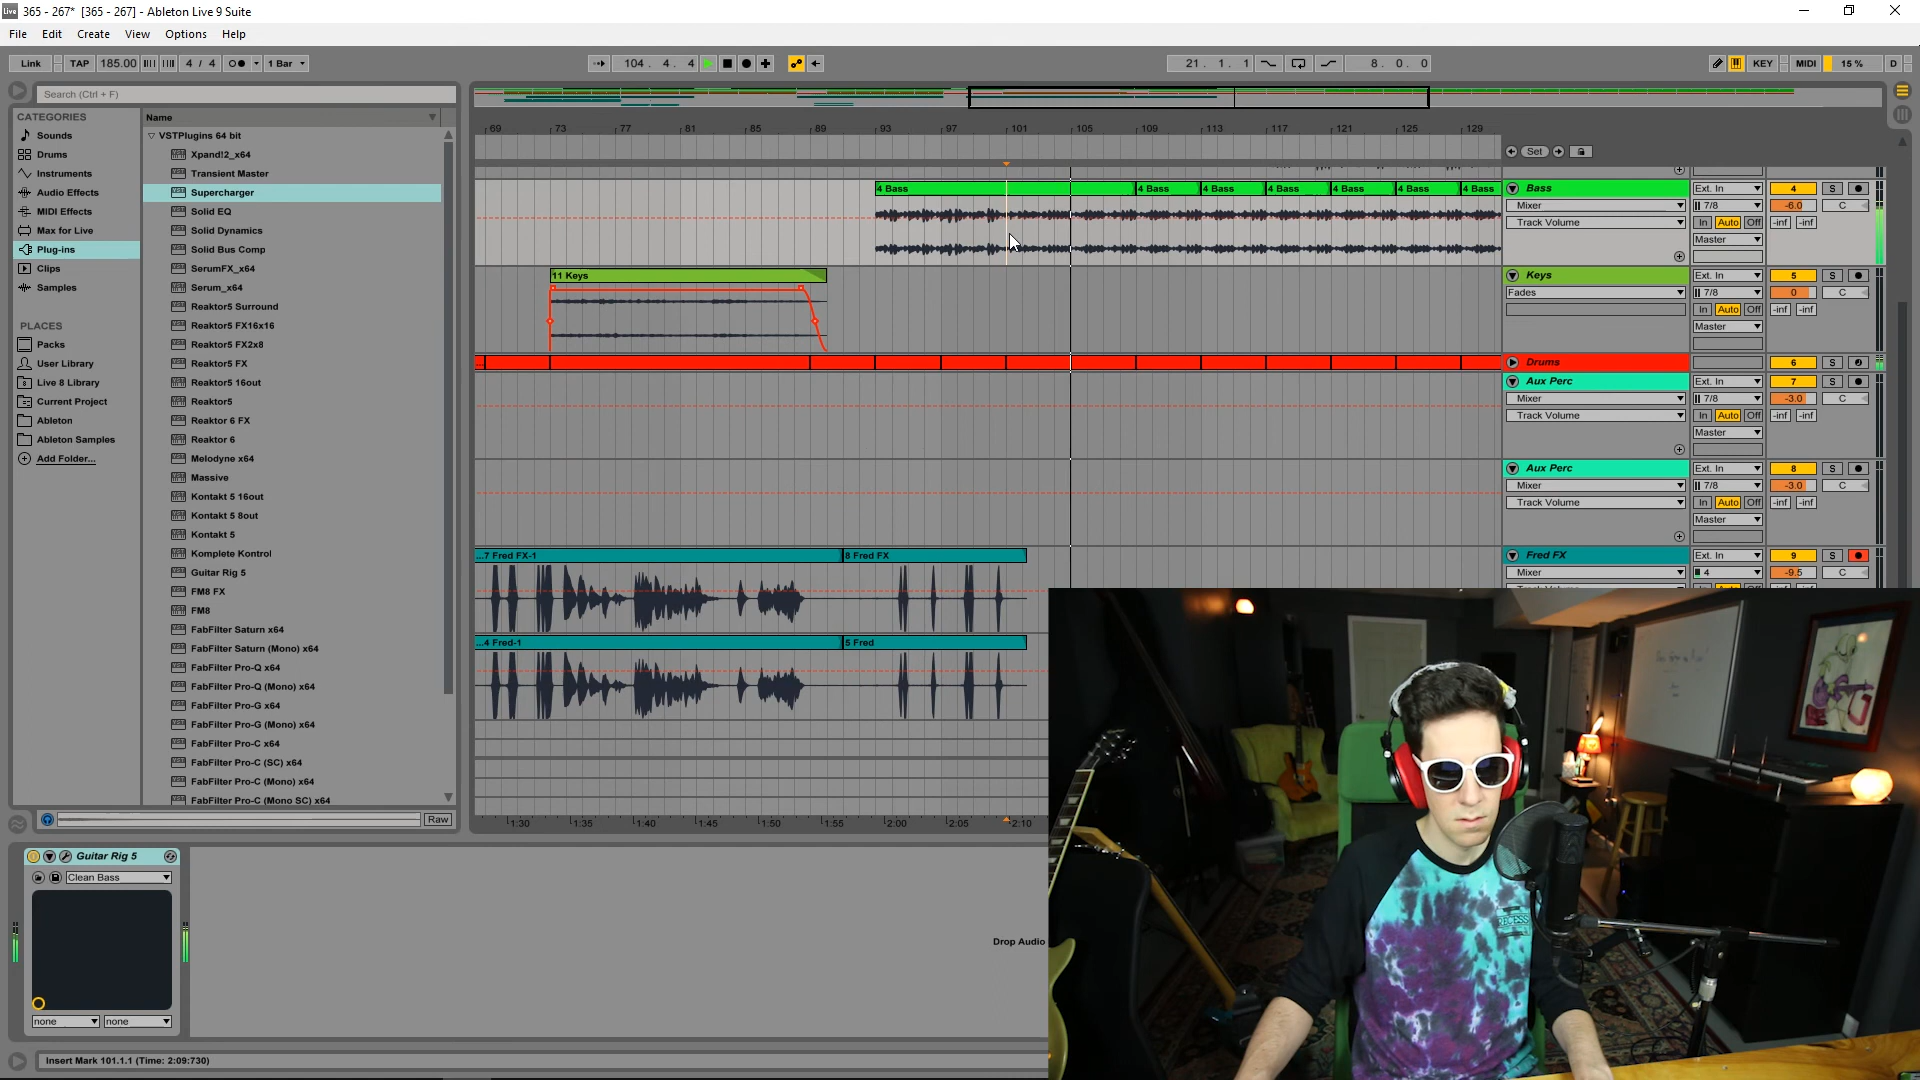 365 - 267* [365 - 267] - Ableton Live 9 Suite
File Edit Create View Options Help
Link TAP 185.00 4 / 4 1 Bar 104. 4. 4 21. 1. 1 8. 0. 0 KEY MIDI 15 % D
Search (Ctrl + F)
CATEGORIES
Sounds
Drums
Instruments
Audio Effects
MIDI Effects
Max for Live
Plug-ins
Clips
Samples
PLACES
Packs
User Library
Live 8 Library
Current Project
Ableton
Ableton Samples
Add Folder...
Name
VSTPlugins 64 bit
Xpand!2_x64
Transient Master
Supercharger
Solid EQ
Solid Dynamics
Solid Bus Comp
SerumFX_x64
Serum_x64
Reaktor5 Surround
Reaktor5 FX16x16
Reaktor5 FX2x8
Reaktor5 FX
Reaktor5 16out
Reaktor5
Reaktor 6 FX
Reaktor 6
Melodyne x64
Massive
Kontakt 5 16out
Kontakt 5 8out
Kontakt 5
Komplete Kontrol
Guitar Rig 5
FM8 FX
FM8
FabFilter Saturn x64
FabFilter Saturn (Mono) x64
FabFilter Pro-Q x64
FabFilter Pro-Q (Mono) x64
FabFilter Pro-G x64
FabFilter Pro-G (Mono) x64
FabFilter Pro-C x64
FabFilter Pro-C (SC) x64
FabFilter Pro-C (Mono) x64
FabFilter Pro-C (Mono SC) x64
Raw
69 73 77 81 85 89 93 97 101 105 109 113 117 121 125 129
Set
4 Bass 4 Bass 4 Bass 4 Bass 4 Bass 4 Bass 4 Bass
Bass Ext. In 4 S
Mixer 7/8 -6.0 C
Track Volume In Auto Off -inf -inf
Master
11 Keys
Keys Ext. In 5 S
Fades 7/8 0 C
In Auto Off -inf -inf
Master
Drums 6 S
Aux Perc Ext. In 7 S
Mixer 7/8 -3.0 C
Track Volume In Auto Off -inf -inf
Master
Aux Perc Ext. In 8 S
Mixer 7/8 -3.0 C
Track Volume In Auto Off -inf -inf
Master
...7 Fred FX-1 8 Fred FX
Fred FX Ext. In 9 S
Mixer 4 -9.5 C
...4 Fred-1 5 Fred
1:30 1:35 1:40 1:45 1:50 1:55 2:00 2:05 2:10
Guitar Rig 5
Clean Bass
none none
Drop Audio
Insert Mark 101.1.1 (Time: 2:09:730)
RECESS